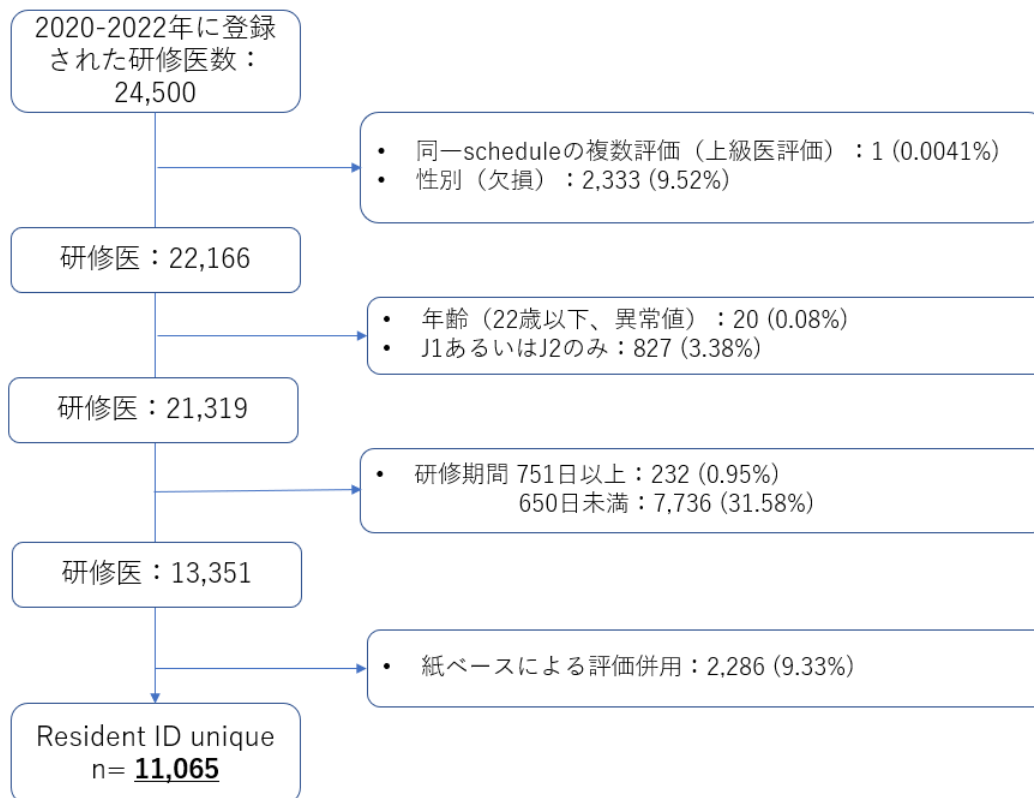 2020-2022年に登録
された研修医数：
24,500
• 同一scheduleの複数評価（上級医評価）：1 (0.0041%)
• 性別（欠損）：2,333 (9.52%)
研修医：22,166
• 年齢（22歳以下、異常値）：20 (0.08%)
• J1あるいはJ2のみ：827 (3.38%)
研修医：21,319
• 研修期間 751日以上：232 (0.95%)
650日未満：7,736 (31.58%)
研修医：13,351
• 紙ベースによる評価併用：2,286 (9.33%)
Resident ID unique
n= 11,065